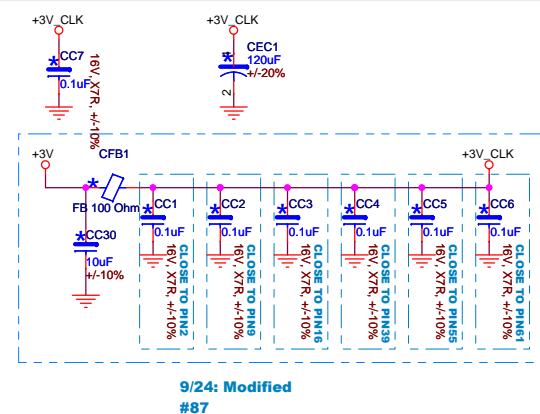 +3V_CLK
+3V_CLK
CC7
0.1uF
16V, X7R, +/-10%
CEC1
120uF
+/-20%
1
2
+3V
CFB1
FB 100 Ohm
+3V_CLK
CC30
10uF
+/-10%
CC1
0.1uF
16V, X7R, +/-10%
CLOSE TO PIN2
CC2
0.1uF
16V, X7R, +/-10%
CLOSE TO PIN9
CC3
0.1uF
16V, X7R, +/-10%
CLOSE TO PIN16
CC4
0.1uF
16V, X7R, +/-10%
CLOSE TO PIN39
CC5
0.1uF
16V, X7R, +/-10%
CLOSE TO PIN55
CC6
0.1uF
16V, X7R, +/-10%
CLOSE TO PIN61
9/24: Modified
#87